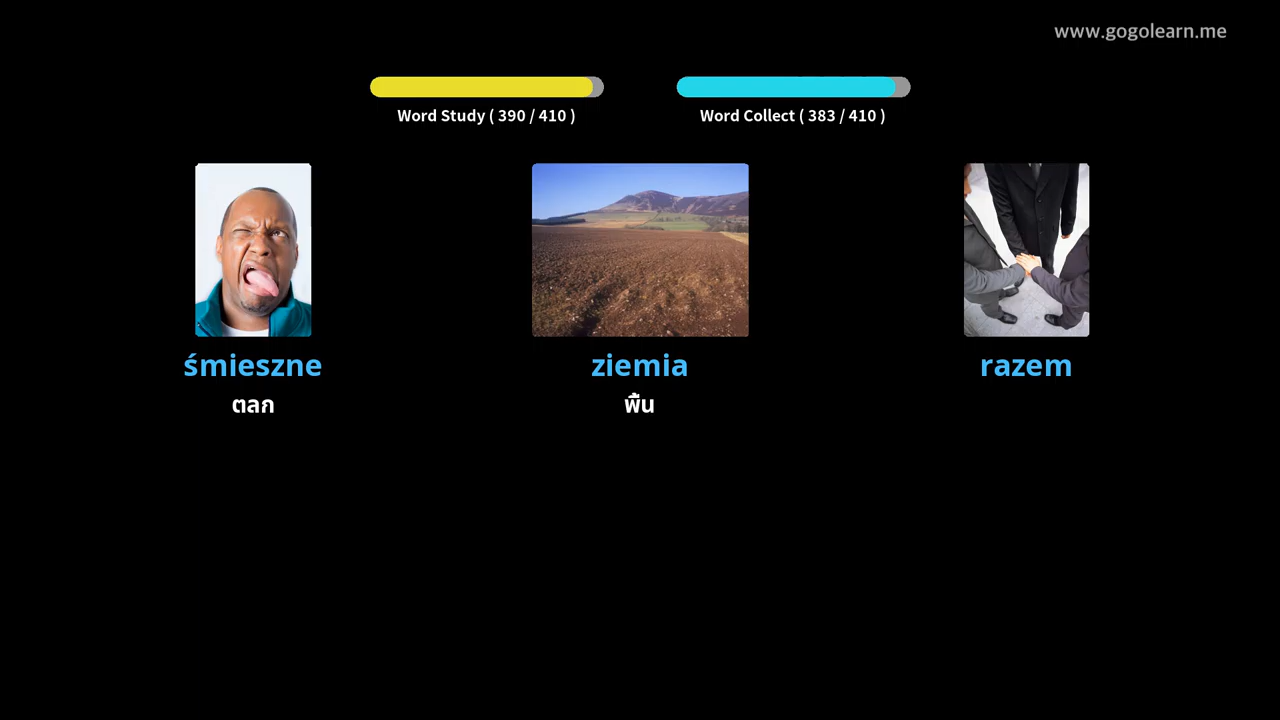 www.gogolearn.me
Word Study ( 390 / 410 )
Word Collect ( 383 / 410 )
śmieszne
ziemia
razem
ตลก
พื้น